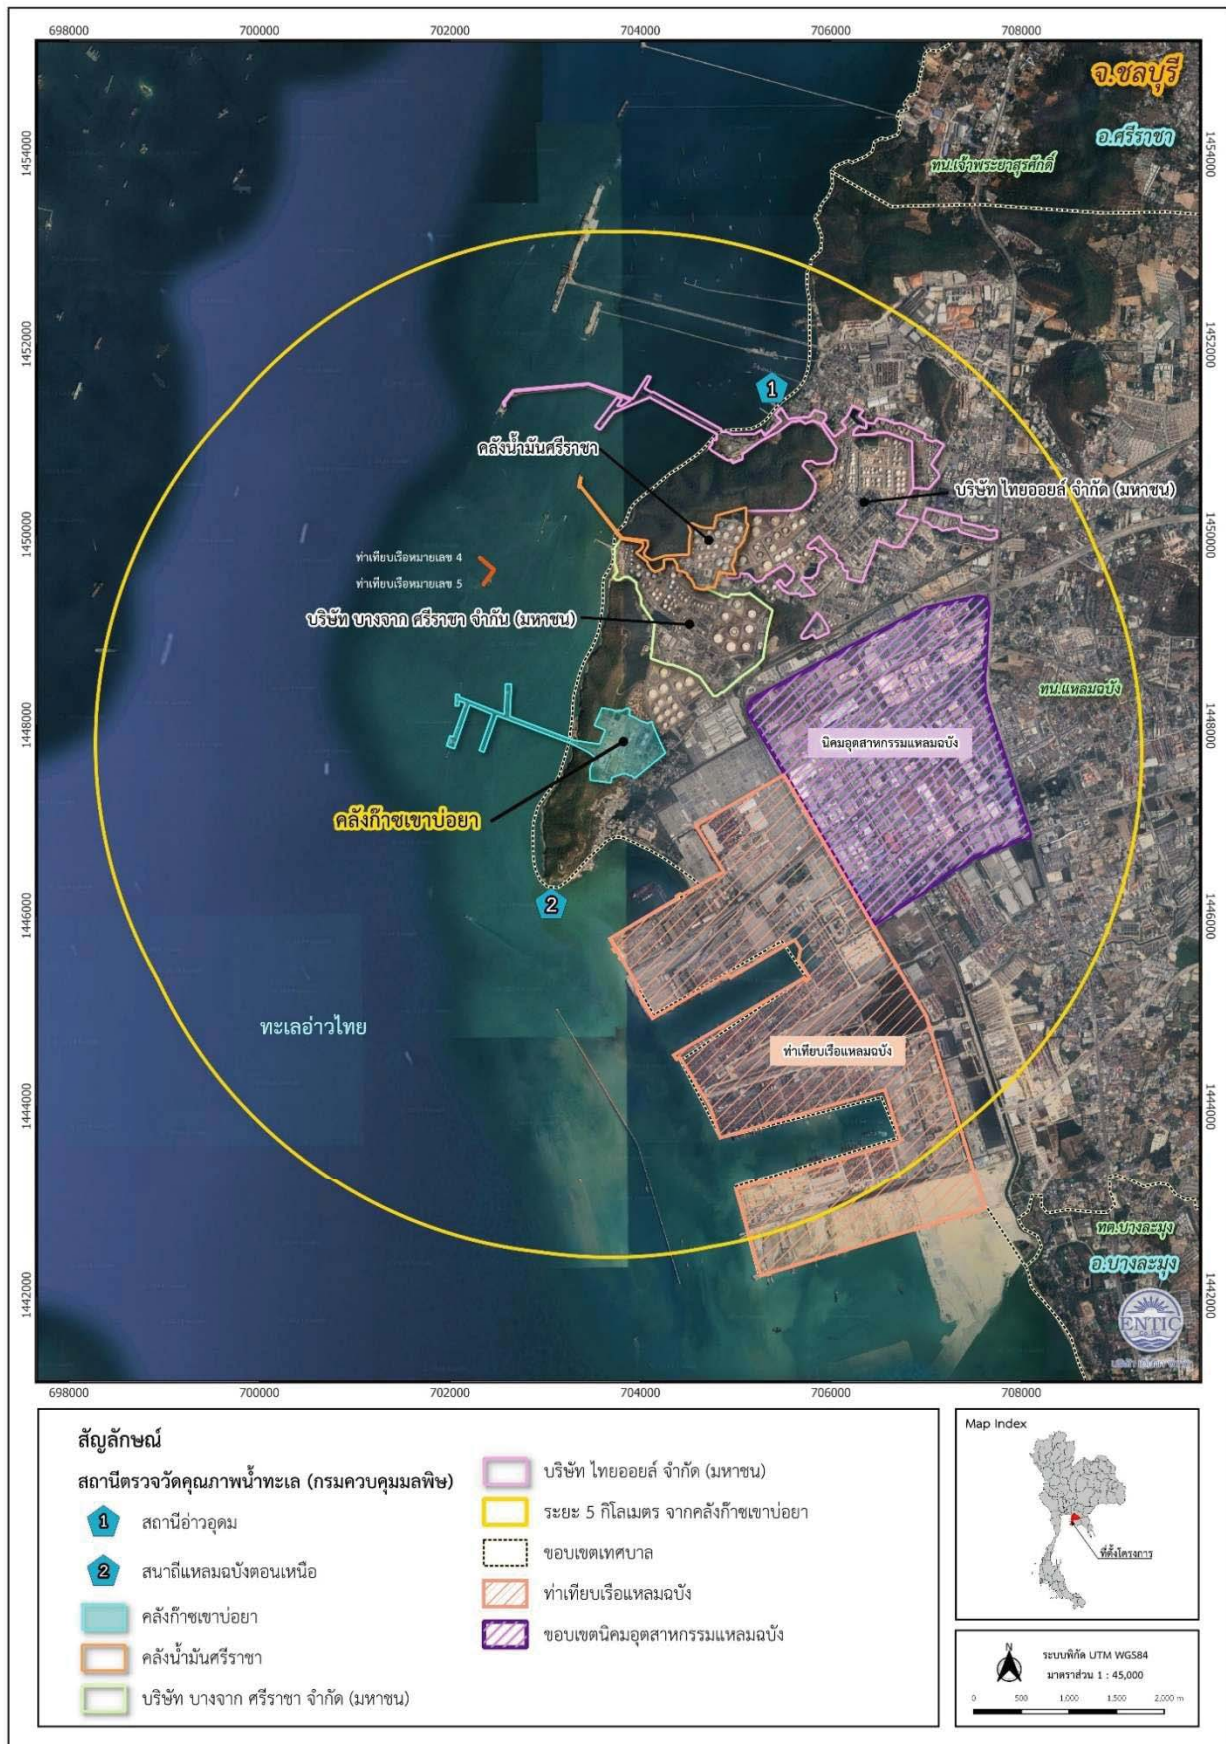 698000 700000 702000 704000 706000 708000
จ.ชลบุรี
1454000 1454000
อ.ศรีราชา
ทน.เจ้าพระยาสุรศักดิ์
1452000 1452000
1
คลังน้ำมันศรีราชา
บริษัท ไทยออยล์ จำกัด (มหาชน)
1450000 1450000
ท่าเทียบเรือหมายเลข 4
ท่าเทียบเรือหมายเลข 5
บริษัท บางจาก ศรีราชา จำกัน (มหาชน)
ทน.แหลมฉบัง
1448000 1448000
นิคมอุตสาหกรรมแหลมฉบัง
คลังก๊าซเขาบ่อยา
2
1446000 1446000
ทะเลอ่าวไทย
ท่าเทียบเรือแหลมฉบัง
1444000 1444000
ทต.บางละมุง
อ.บางละมุง
1442000 1442000
ENTIC
698000 700000 702000 704000 706000 708000
สัญลักษณ์
สถานีตรวจวัดคุณภาพน้ำทะเล (กรมควบคุมมลพิษ)
1 สถานีอ่าวอุดม
2 สนาถีแหลมฉบังตอนเหนือ
คลังก๊าซเขาบ่อยา
คลังน้ำมันศรีราชา
บริษัท บางจาก ศรีราชา จำกัด (มหาชน)
บริษัท ไทยออยล์ จำกัด (มหาชน)
ระยะ 5 กิโลเมตร จากคลังก๊าซเขาบ่อยา
ขอบเขตเทศบาล
ท่าเทียบเรือแหลมฉบัง
ขอบเขตนิคมอุตสาหกรรมแหลมฉบัง
Map Index
ที่ตั้งโครงการ
N
ระบบพิกัด UTM WGS84
มาตราส่วน 1 : 45,000
0 500 1,000 1,500 2,000 m